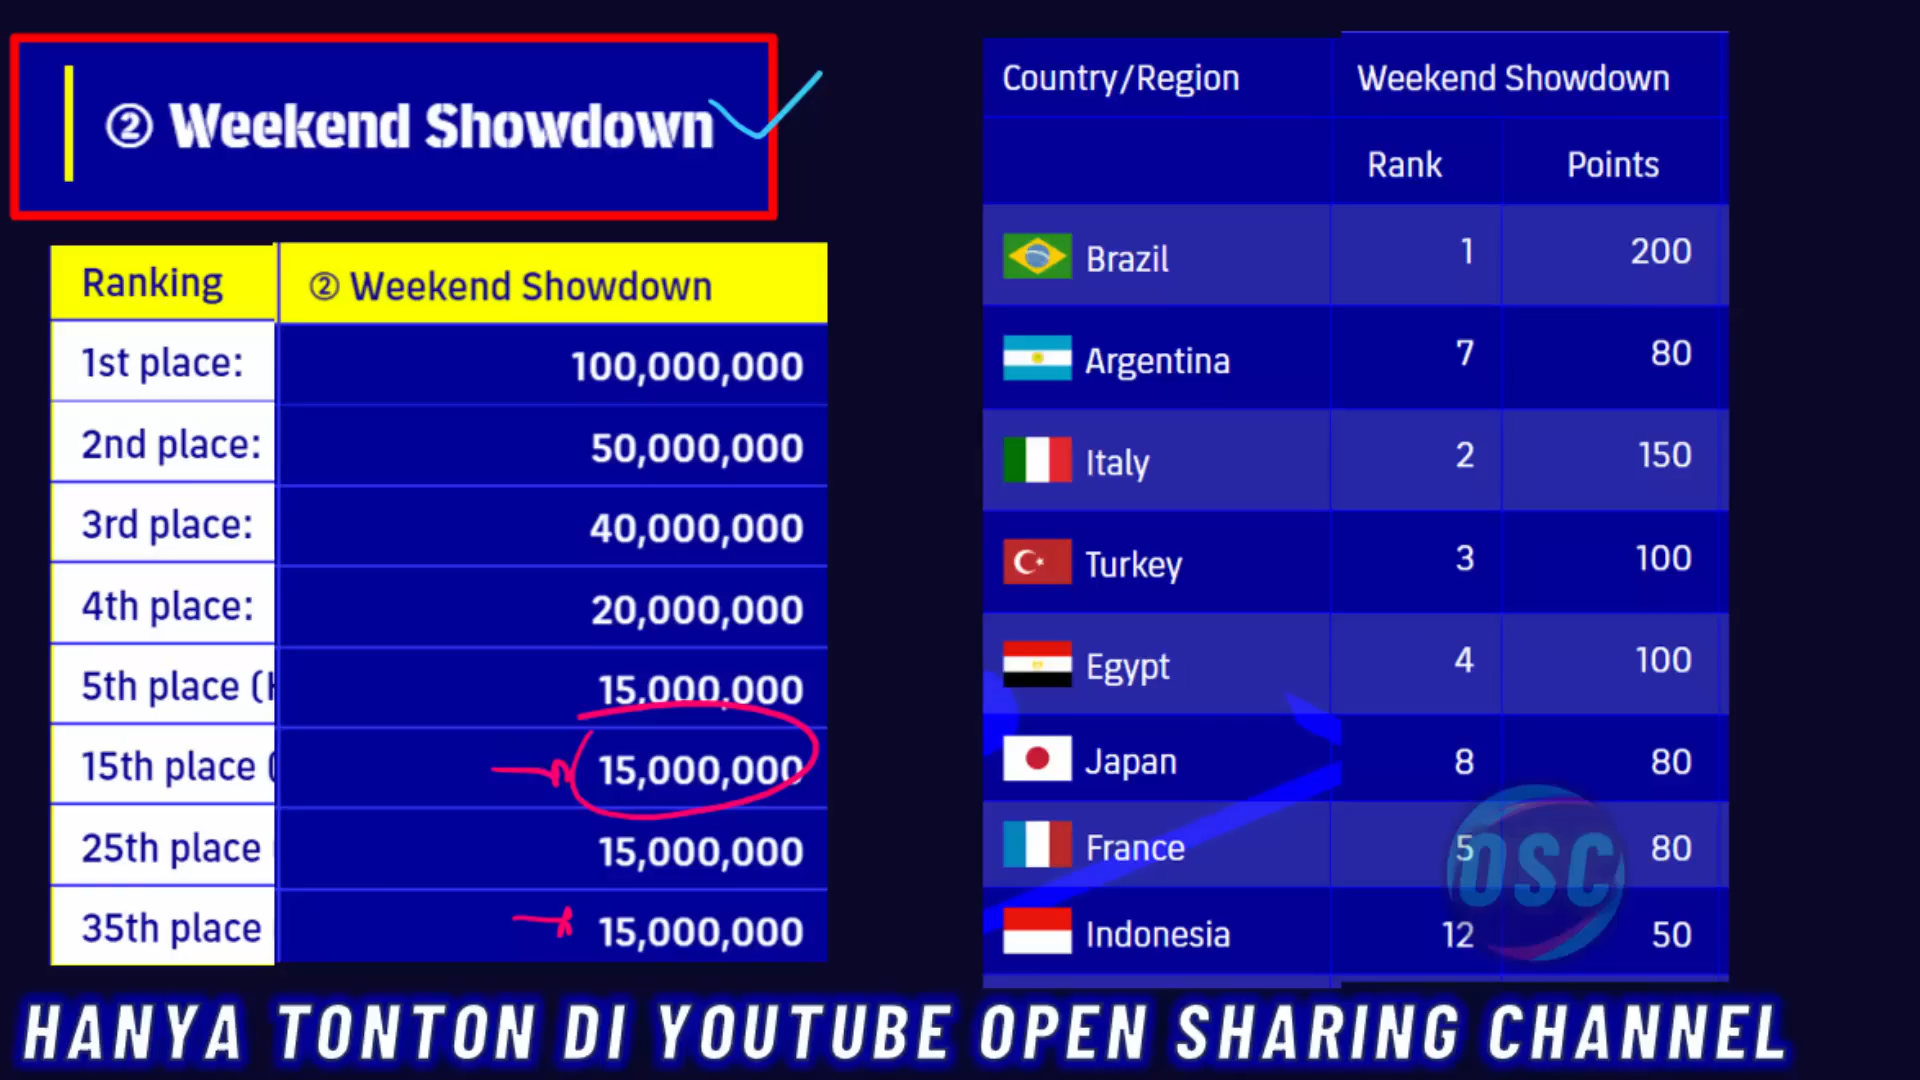 ② Weekend Showdown
Ranking ② Weekend Showdown
1st place: 100,000,000
2nd place: 50,000,000
3rd place: 40,000,000
4th place: 20,000,000
5th place ( 15,000,000
15th place ( 15,000,000
25th place 15,000,000
35th place 15,000,000
Country/Region Weekend Showdown
Rank Points
Brazil 1 200
Argentina 7 80
Italy 2 150
Turkey 3 100
Egypt 4 100
Japan 8 80
France 5 80
Indonesia 12 50
OSC
HANYA TONTON DI YOUTUBE OPEN SHARING CHANNEL